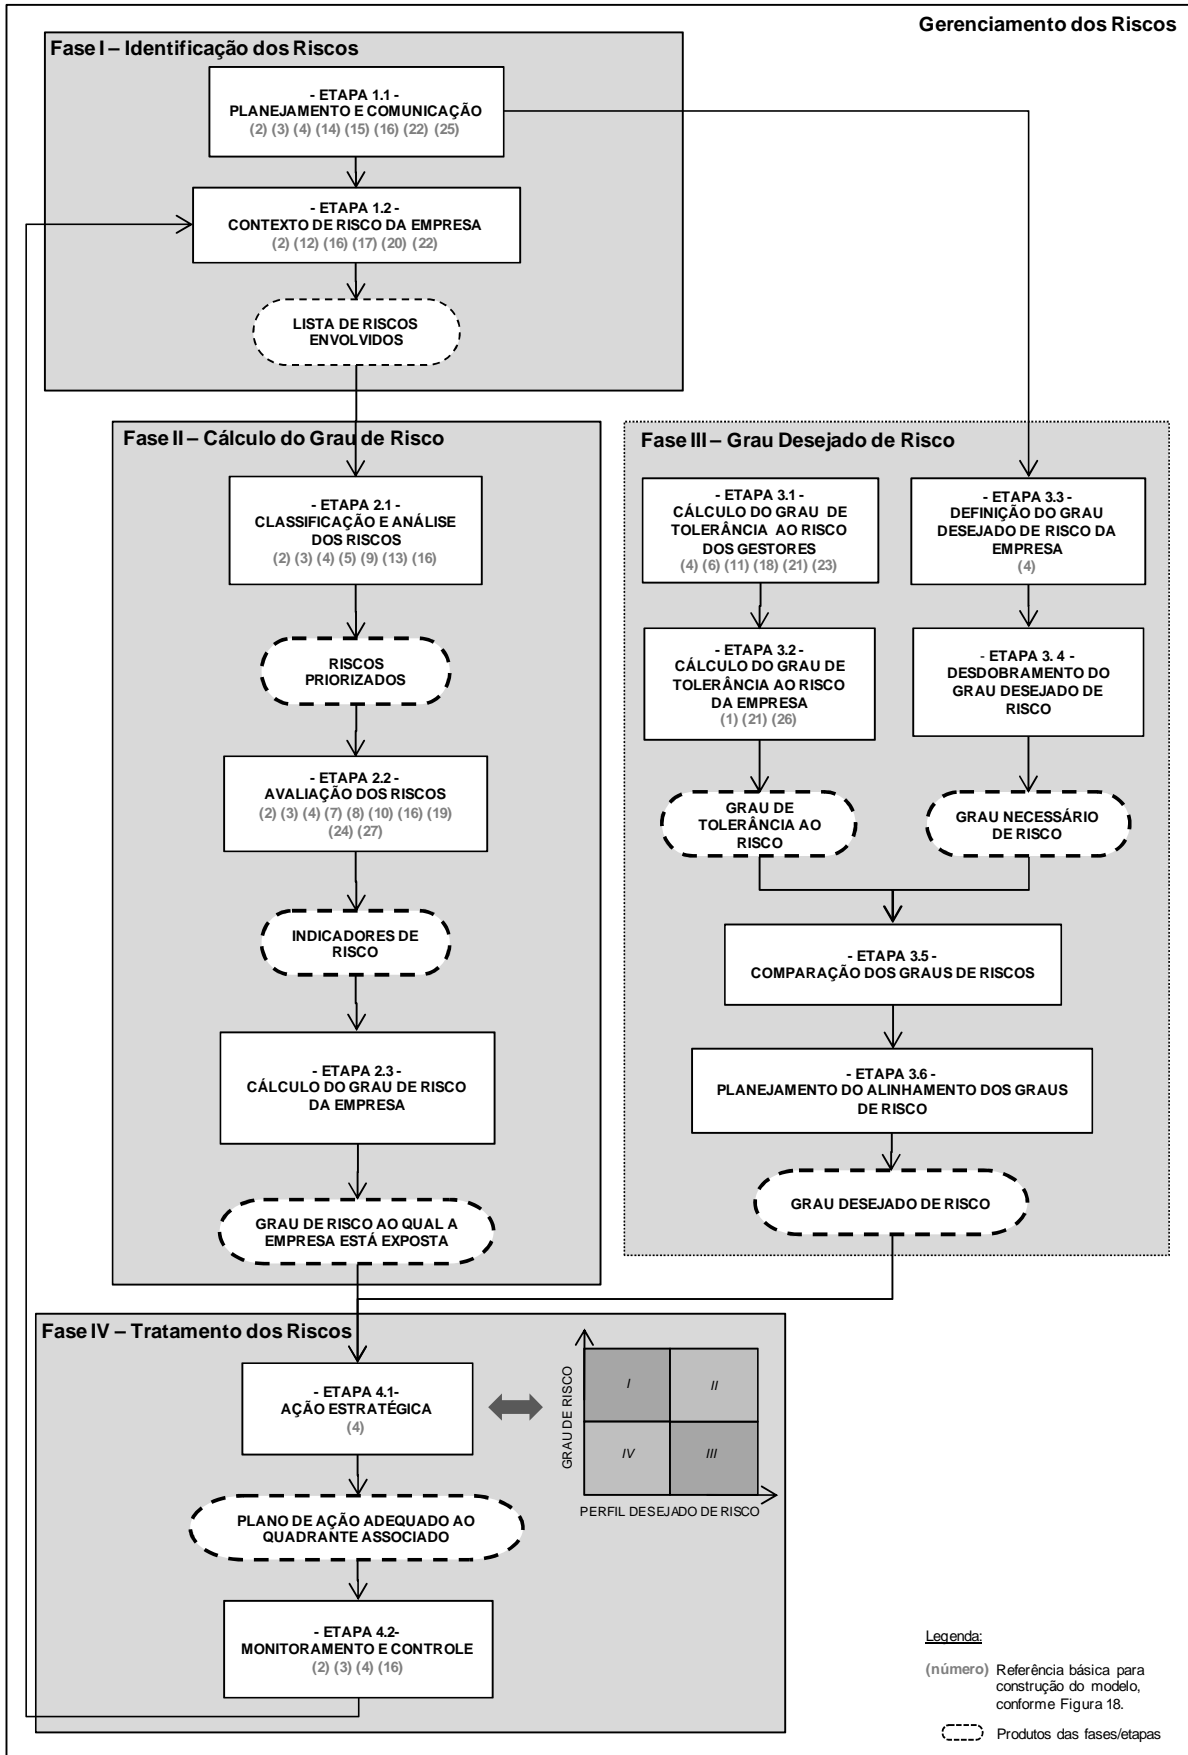 Gerenciamento dos Riscos
Fase I – Identificação dos Riscos
- ETAPA 1.1 -
PLANEJAMENTO E COMUNICAÇÃO
(2) (3) (4) (14) (15) (16) (22) (25)
- ETAPA 1.2 -
CONTEXTO DE RISCO DA EMPRESA
(2) (12) (16) (17) (20) (22)
LISTA DE RISCOS
ENVOLVIDOS
Fase II – Cálculo do Grau de Risco
- ETAPA 2.1 -
CLASSIFICAÇÃO E ANÁLISE
DOS RISCOS
(2) (3) (4) (5) (9) (13) (16)
RISCOS
PRIORIZADOS
- ETAPA 2.2 -
AVALIAÇÃO DOS RISCOS
(2) (3) (4) (7) (8) (10) (16) (19)
(24) (27)
INDICADORES DE
RISCO
- ETAPA 2.3 -
CÁLCULO DO GRAU DE RISCO
DA EMPRESA
GRAU DE RISCO AO QUAL A
EMPRESA ESTÁ EXPOSTA
Fase III – Grau Desejado de Risco
- ETAPA 3.1 -
CÁLCULO DO GRAU DE
TOLERÂNCIA AO RISCO
DOS GESTORES
(4) (6) (11) (18) (21) (23)
- ETAPA 3.2 -
CÁLCULO DO GRAU DE
TOLERÂNCIA AO RISCO
DA EMPRESA
(1) (21) (26)
GRAU DE
TOLERÂNCIA AO
RISCO
- ETAPA 3.3 -
DEFINIÇÃO DO GRAU
DESEJADO DE RISCO DA
EMPRESA
(4)
- ETAPA 3. 4 -
DESDOBRAMENTO DO
GRAU DESEJADO DE
RISCO
GRAU NECESSÁRIO
DE RISCO
- ETAPA 3.5 -
COMPARAÇÃO DOS GRAUS DE RISCOS
- ETAPA 3.6 -
PLANEJAMENTO DO ALINHAMENTO DOS GRAUS
DE RISCO
GRAU DESEJADO DE RISCO
Fase IV – Tratamento dos Riscos
- ETAPA 4.1-
AÇÃO ESTRATÉGICA
(4)
GRAU DE RISCO
I
II
IV
III
PERFIL DESEJADO DE RISCO
PLANO DE AÇÃO ADEQUADO AO
QUADRANTE ASSOCIADO
- ETAPA 4.2-
MONITORAMENTO E CONTROLE
(2) (3) (4) (16)
Legenda:
(número) Referência básica para
construção do modelo,
conforme Figura 18.
Produtos das fases/etapas